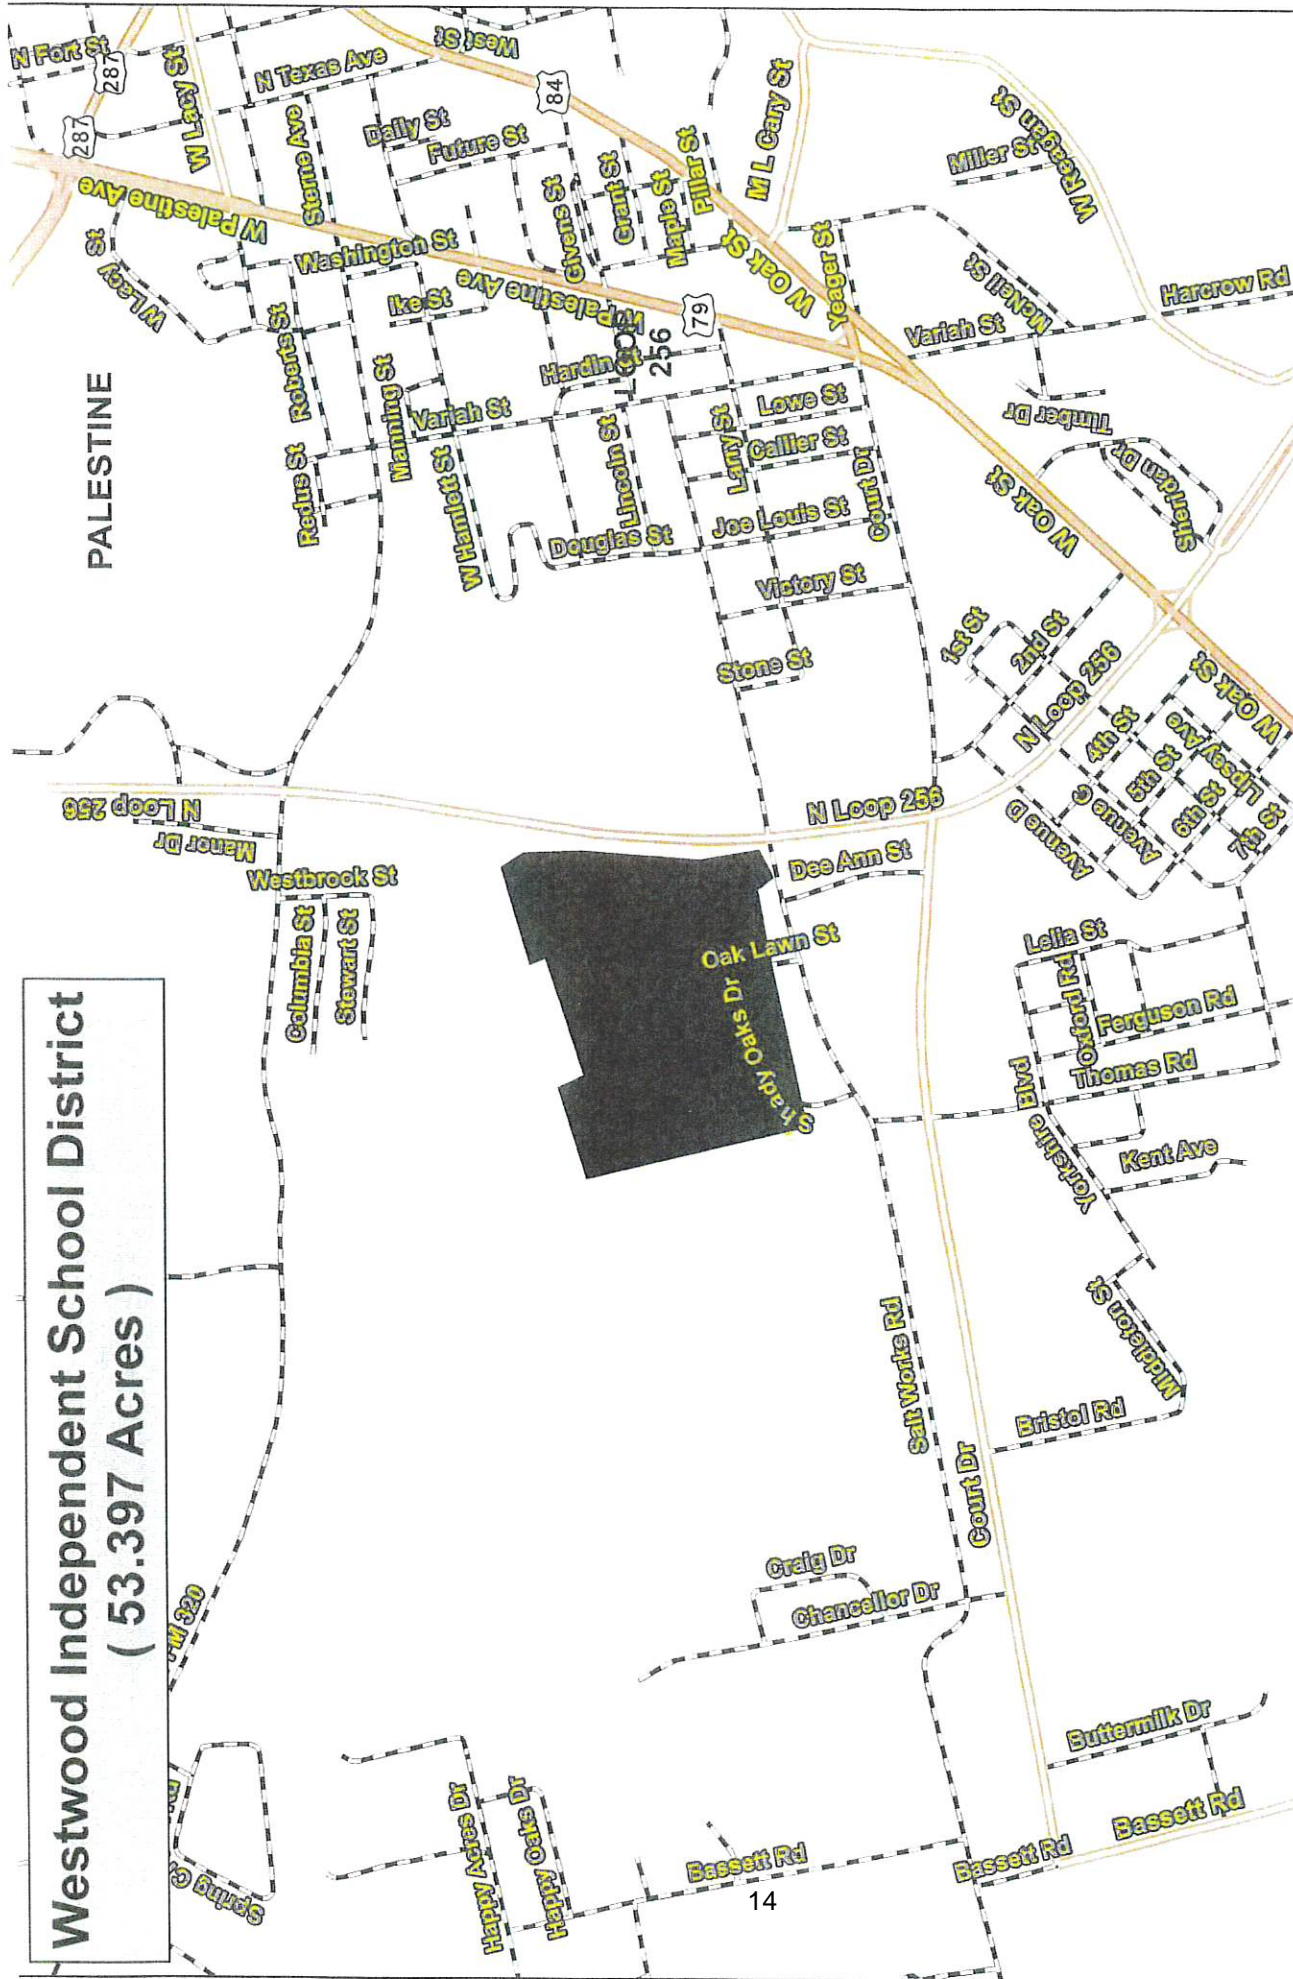 Westwood Independent School District
( 53.397 Acres )
PALESTINE
N Fort St
287
287
W Lacy St
N Texas Ave
West St
84
W Palestine Ave
Sterne Ave
Daily St
Future St
M L Cary St
W Reagan St
Miller St
W Lacy St
Washington St
Givens St
Grant St
Maple St
Pillar St
W Oak St
Yeager St
McNeil St
Harcrow Rd
Roberts St
Ike St
W Palestine Ave
LOOP
256
79
Hardin St
Variah St
Redus St
Manning St
Variah St
W Hamlett St
Lincoln St
Larry St
Lowe St
Callier St
Court Dr
Timber Dr
Sheridan Dr
W Oak St
Douglas St
Joe Louis St
Victory St
Stone St
1st St
2nd St
N Loop 256
4th St
5th St
6th St
7th St
Lipsey Ave
W Oak St
Avenue C
Avenue D
N Loop 256
Manor Dr
N Loop 256
Westbrook St
Columbia St
Stewart St
Dee Ann St
Oak Lawn St
Shady Oaks Dr
Lelia St
Oxford Rd
Ferguson Rd
Thomas Rd
Yorkshire Blvd
Kent Ave
Middleton St
Bristol Rd
Salt Works Rd
Court Dr
FM 320
Craig Dr
Chancellor Dr
Buttermilk Dr
Bassett Rd
Bassett Rd
Bassett Rd
Happy Acres Dr
Happy Oaks Dr
Spring C
14